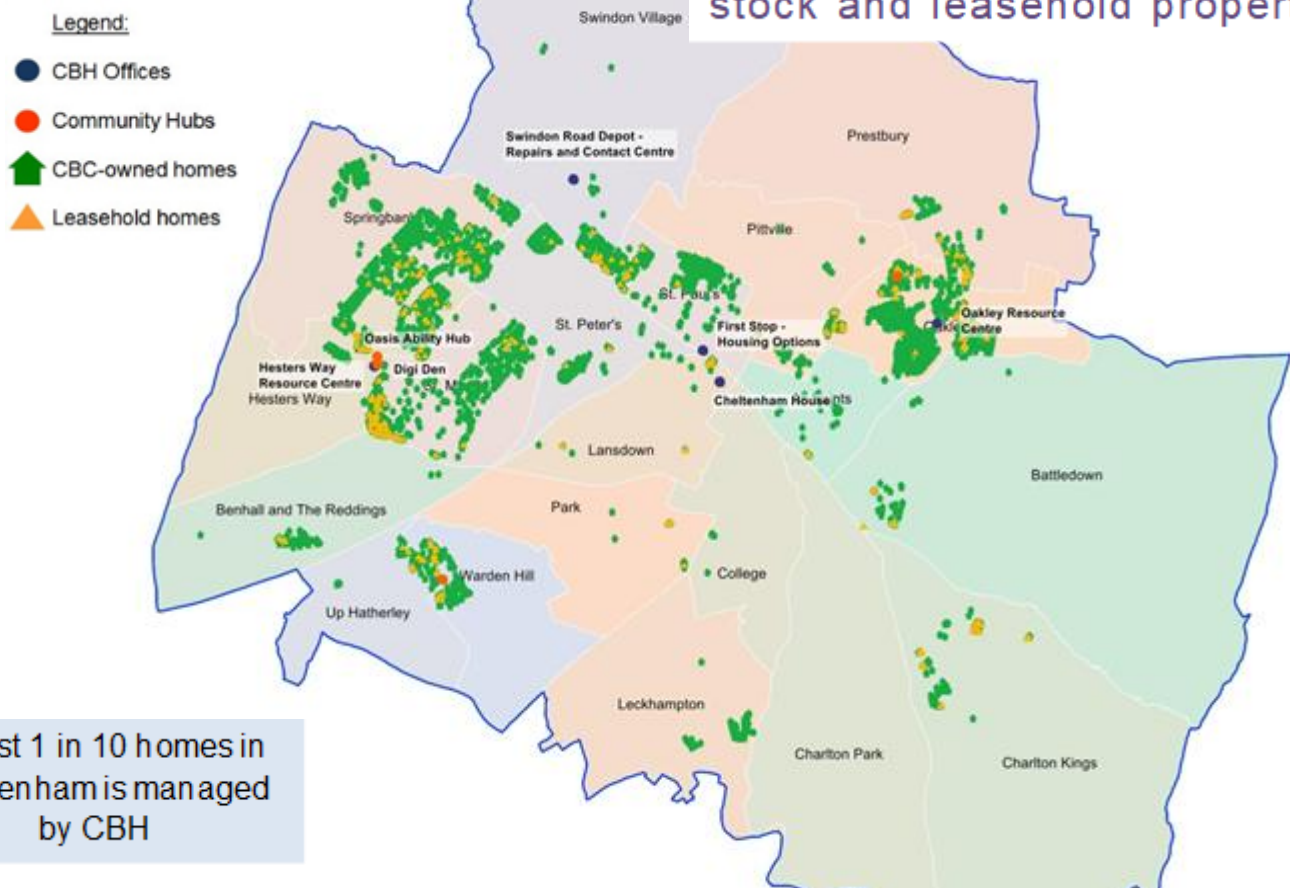 stock and leasehold propert
Legend:
CBH Offices
Community Hubs
CBC-owned homes
Leasehold homes
Swindon Village
Swindon Road Depot -
Repairs and Contact Centre
Prestbury
Springbank
Pittville
St. Paul's
St. Peter's
First Stop -
Housing Options
Oakley Resource
Centre
Oasis Ability Hub
Hesters Way
Resource Centre
Digi Den
Hesters Way
Cheltenham House
nts
Lansdown
Battledown
Benhall and The Reddings
Park
Warden Hill
College
Up Hatherley
Leckhampton
Charlton Park
Charlton Kings
st 1 in 10 homes in
enham is managed
by CBH